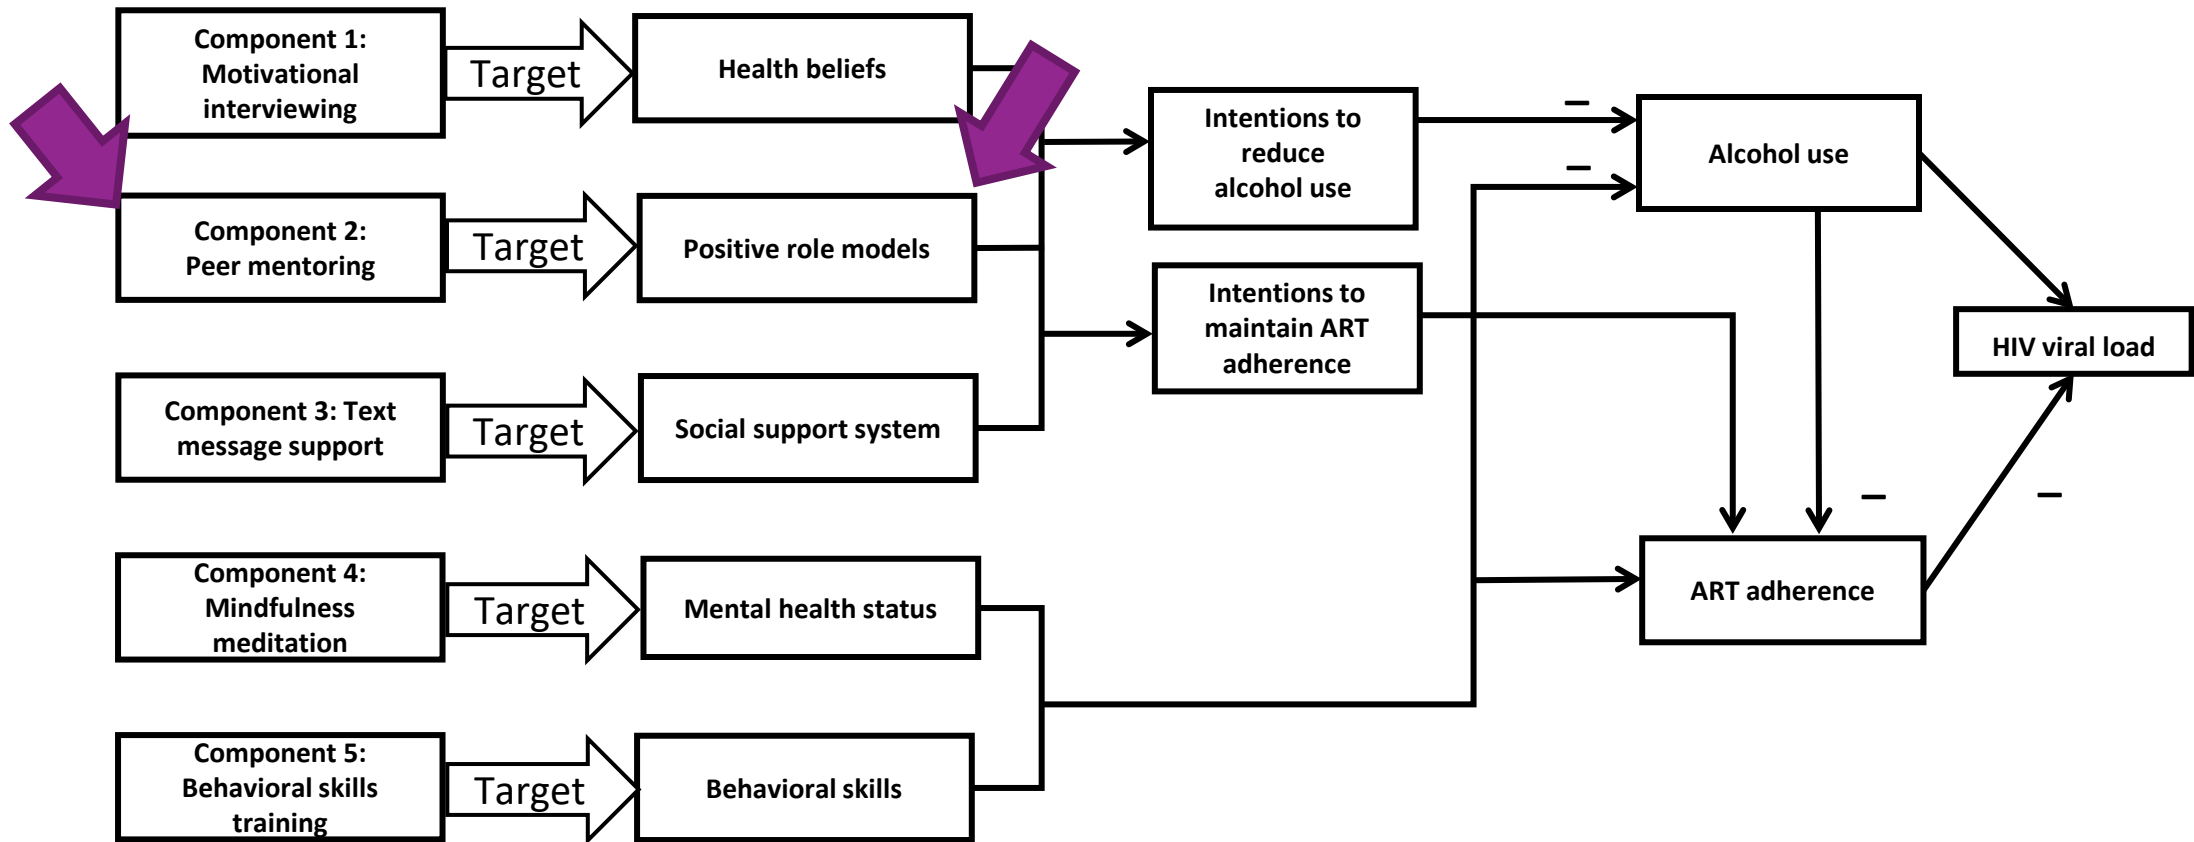 Component 1:
Motivational
interviewing
Target
Health beliefs
Component 2:
Peer mentoring
Target
Positive role models
Component 3: Text
message support
Target
Social support system
Component 4:
Mindfulness
meditation
Target
Mental health status
Component 5:
Behavioral skills
training
Target
Behavioral skills
Intentions to
reduce
alcohol use
Intentions to
maintain ART
adherence
–
–
Alcohol use
–
–
ART adherence
HIV viral load